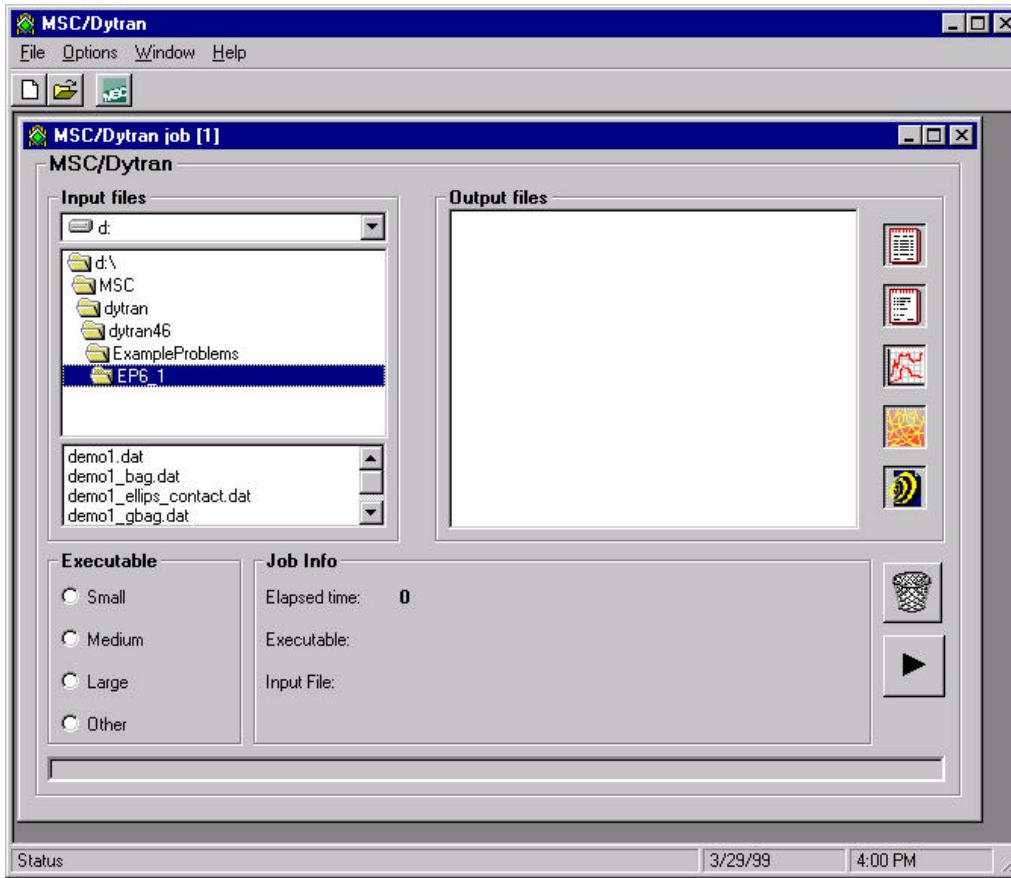 MSC/Dytran
File Options Window Help
MSC
MSC/Dytran job [1]
MSC/Dytran
Input files
Output files
d:
d:\
MSC
dytran
dytran46
ExampleProblems
EP6_1
demo1.dat
demo1_bag.dat
demo1_ellips_contact.dat
demo1_gbag.dat
Executable
Job Info
Small
Elapsed time: 0
Medium
Executable:
Large
Input File:
Other
Status 3/29/99 4:00 PM